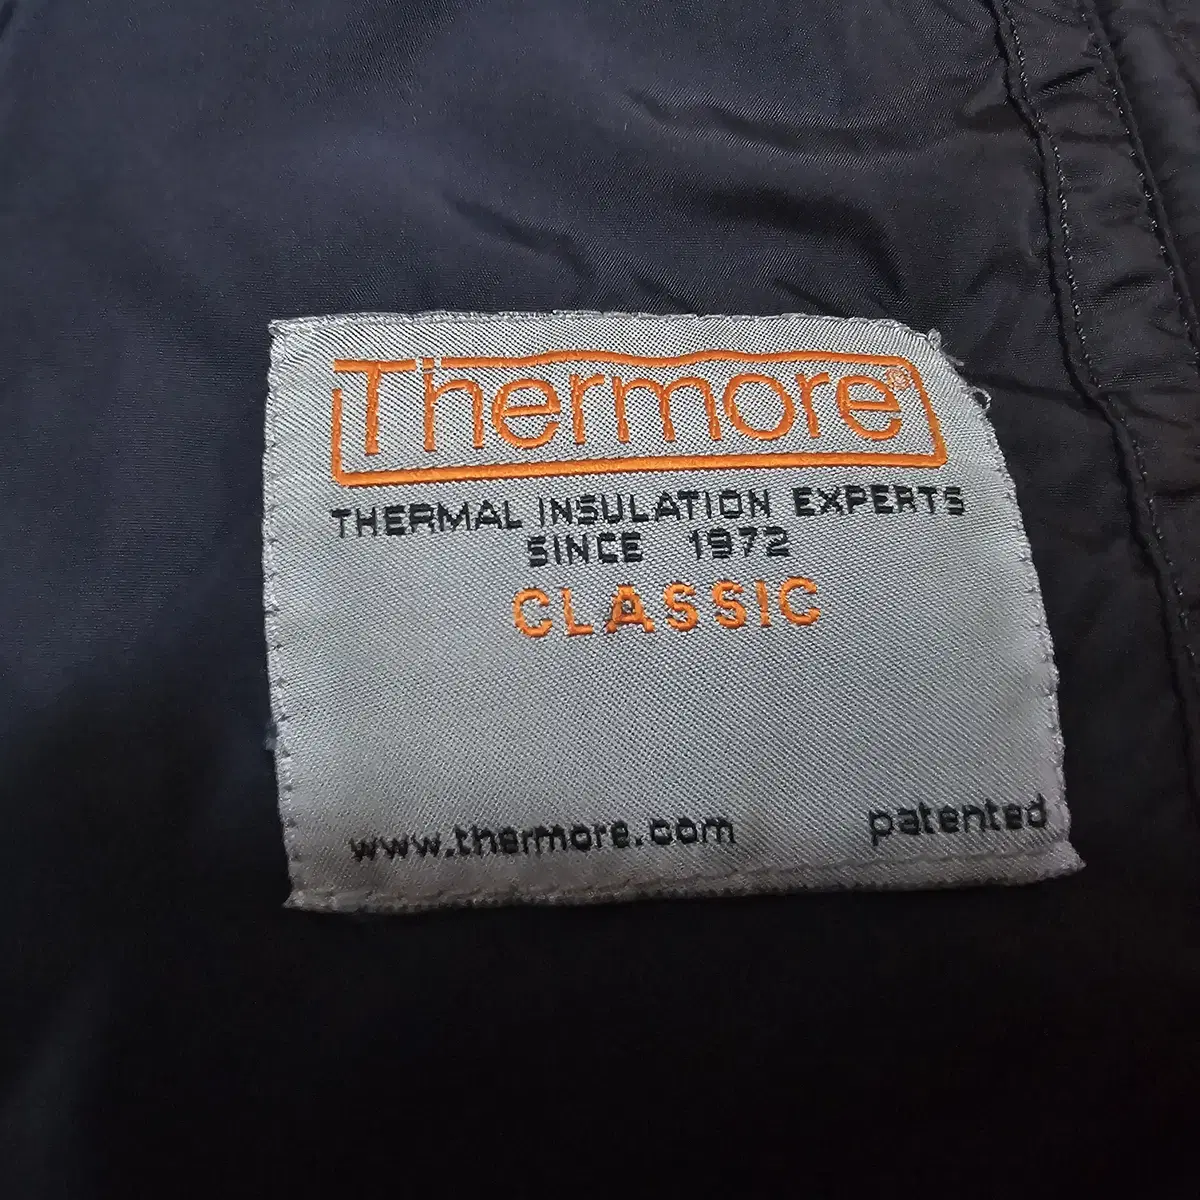 Thermore®
THERMAL INSULATION EXPERTS
SINCE 1972
CLASSIC
www.thermore.com patented